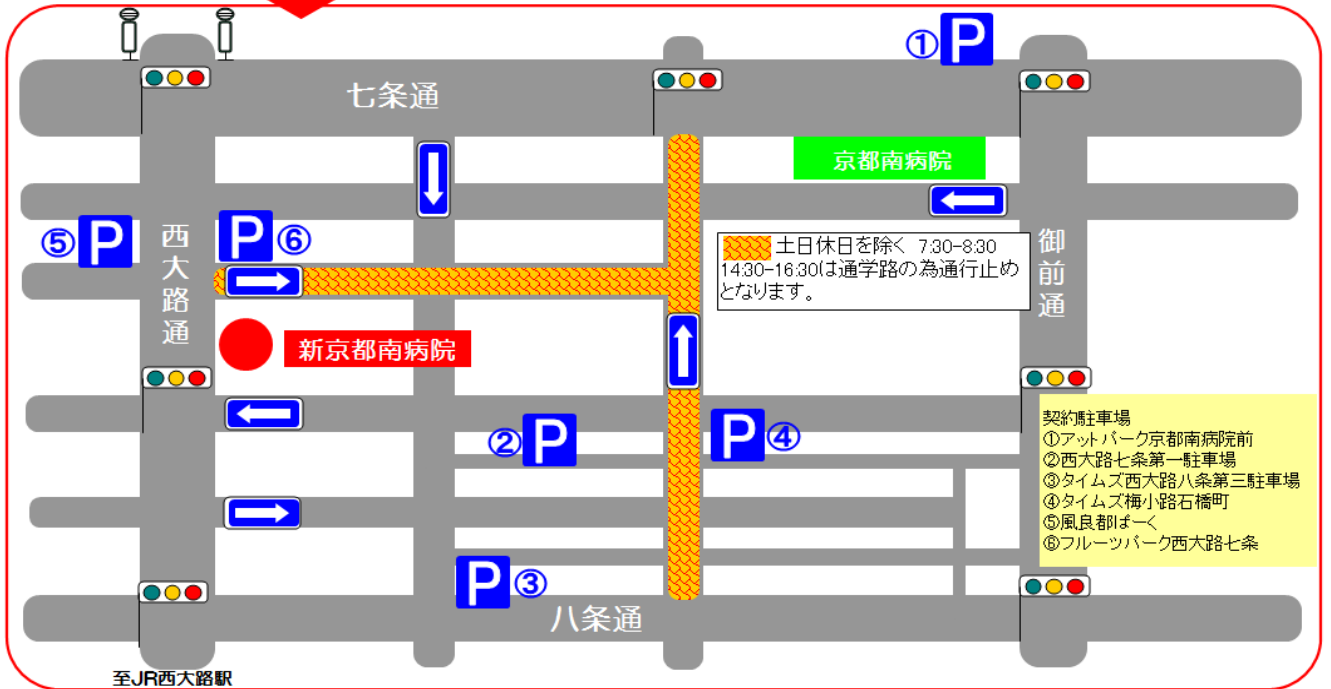 ① P
七条通
京都南病院
⑤ P
西大路通
P ⑥
土日休日を除く 7:30-8:30
14:30-16:30は通学路の為通行止め
となります。
御前通
新京都南病院
② P
P ④
契約駐車場
①アットパーク京都南病院前
②西大路七条第一駐車場
③タイムズ西大路八条第三駐車場
④タイムズ梅小路石橋町
⑤風良都ぱーく
⑥フルーツパーク西大路七条
P ③
八条通
至JR西大路駅